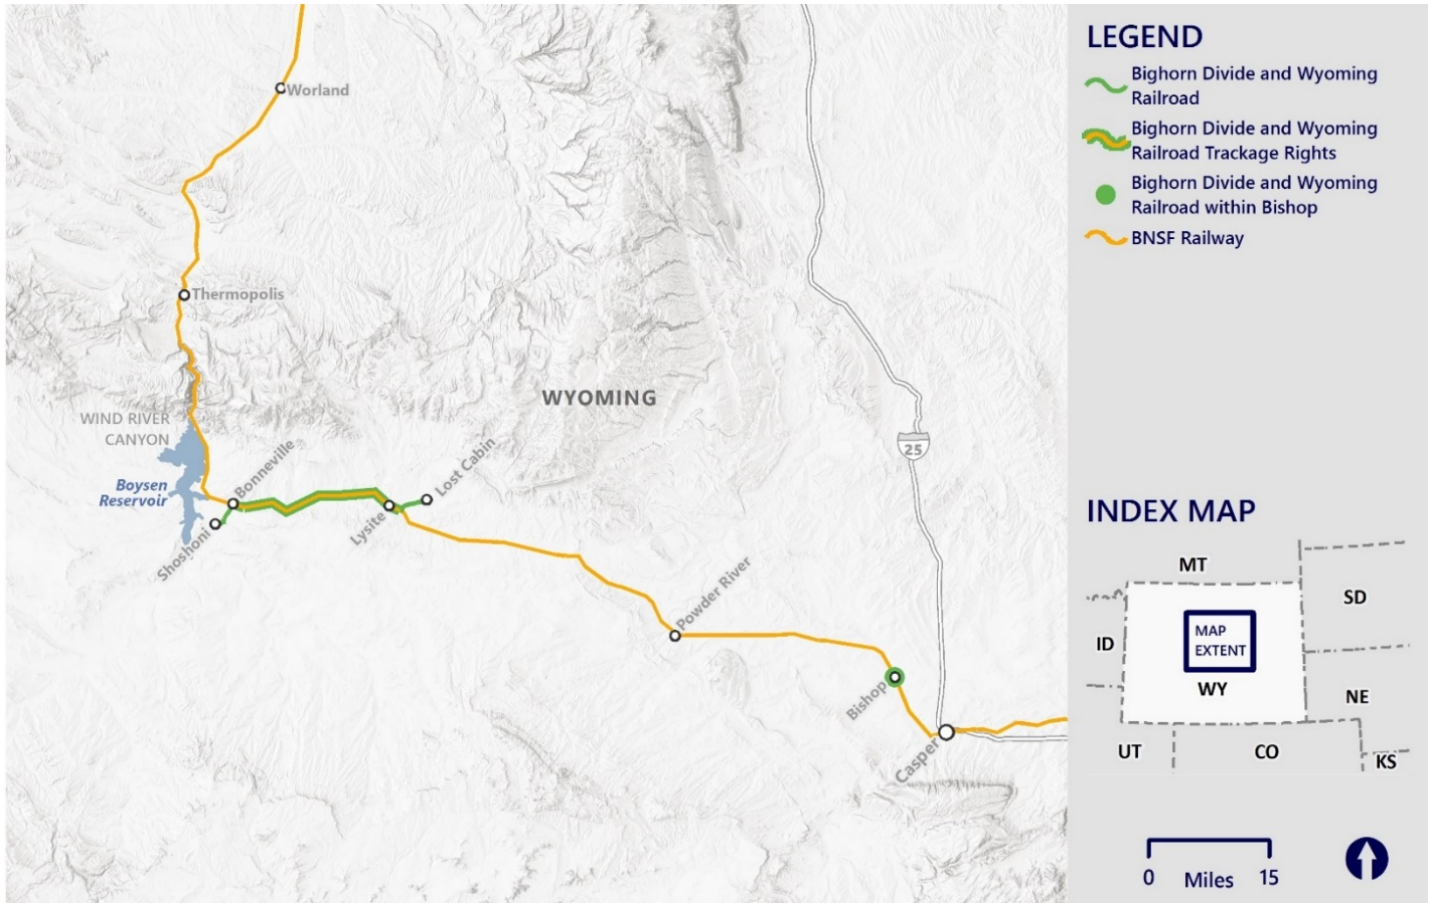 Worland
Thermopolis
WYOMING
WIND RIVER
CANYON
25
Boysen
Reservoir
Bonneville
Lost Cabin
Shoshoni
Lysite
Powder River
Bishop
Casper
LEGEND
Bighorn Divide and Wyoming
Railroad
Bighorn Divide and Wyoming
Railroad Trackage Rights
Bighorn Divide and Wyoming
Railroad within Bishop
BNSF Railway
INDEX MAP
MT
SD
ID
MAP
EXTENT
WY
NE
UT
CO
KS
0 Miles 15